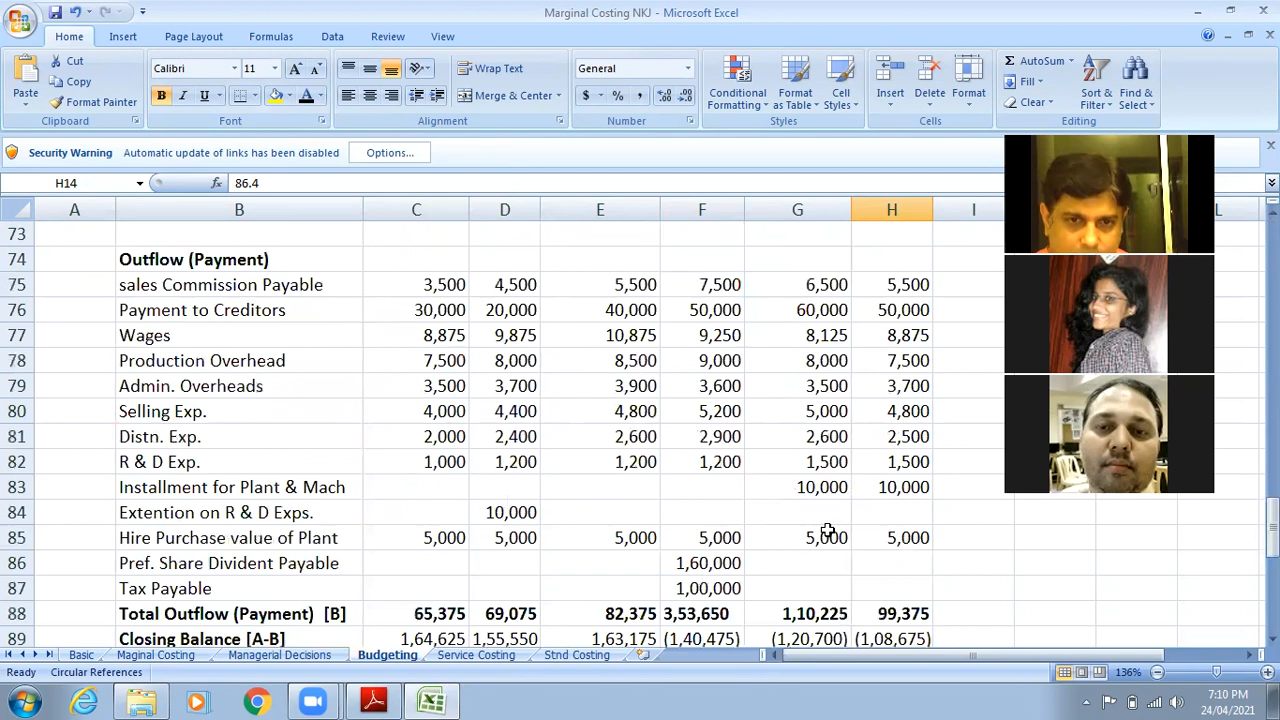 Marginal Costing NKJ - Microsoft Excel
Home Insert Page Layout Formulas Data Review View
Cut Calibri 11 Wrap Text General AutoSum
Copy Fill
Paste Format Painter B I U Merge & Center $ % , Conditional Formatting Format as Table Cell Styles Insert Delete Format Clear Sort & Filter Find & Select
Clipboard Font Alignment Number Styles Cells Editing
Security Warning Automatic update of links has been disabled Options...
H14 fx 86.4
A B C D E F G H I L
73
74 Outflow (Payment)
75 sales Commission Payable 3,500 4,500 5,500 7,500 6,500 5,500
76 Payment to Creditors 30,000 20,000 40,000 50,000 60,000 50,000
77 Wages 8,875 9,875 10,875 9,250 8,125 8,875
78 Production Overhead 7,500 8,000 8,500 9,000 8,000 7,500
79 Admin. Overheads 3,500 3,700 3,900 3,600 3,500 3,700
80 Selling Exp. 4,000 4,400 4,800 5,200 5,000 4,800
81 Distn. Exp. 2,000 2,400 2,600 2,900 2,600 2,500
82 R & D Exp. 1,000 1,200 1,200 1,200 1,500 1,500
83 Installment for Plant & Mach 10,000 10,000
84 Extention on R & D Exps. 10,000
85 Hire Purchase value of Plant 5,000 5,000 5,000 5,000 5,000 5,000
86 Pref. Share Divident Payable 1,60,000
87 Tax Payable 1,00,000
88 Total Outflow (Payment) [B] 65,375 69,075 82,375 3,53,650 1,10,225 99,375
89 Closing Balance [A-B] 1,64,625 1,55,550 1,63,175 (1,40,475) (1,20,700) (1,08,675)
Basic Maginal Costing Managerial Decisions Budgeting Service Costing Stnd Costing
Ready Circular References 136%
7:10 PM
24/04/2021